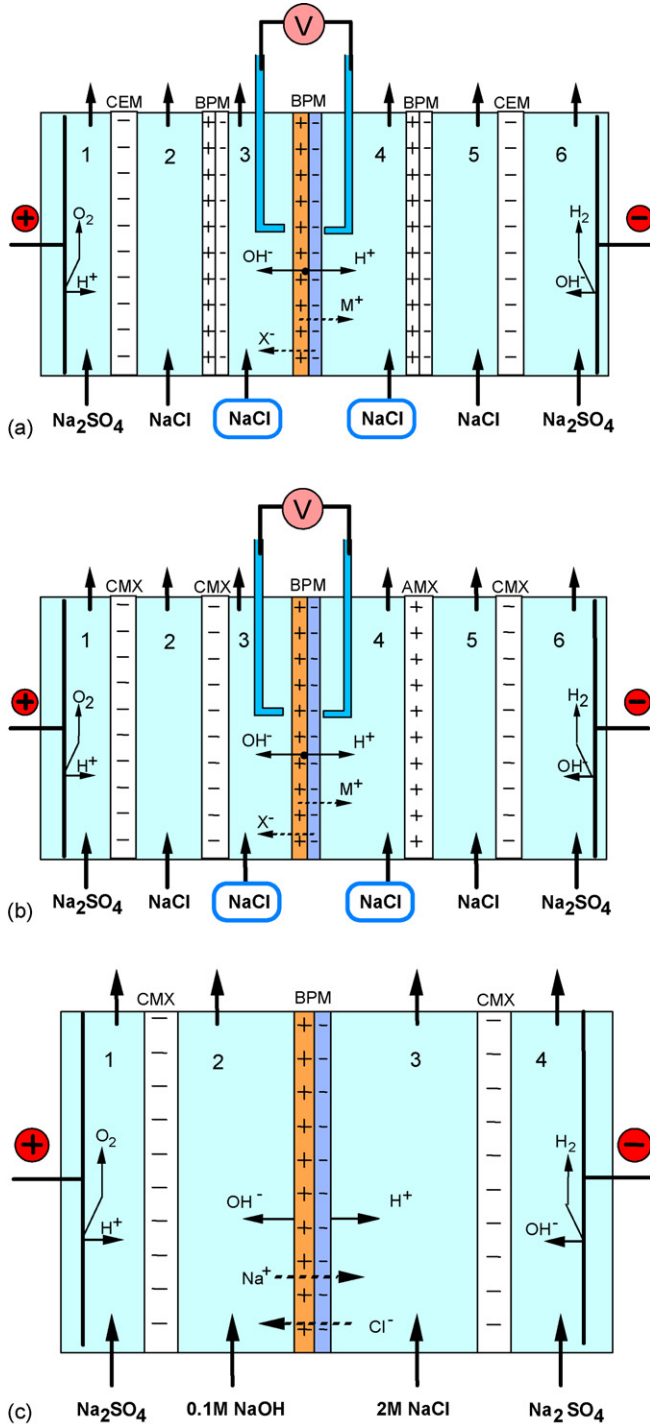 V
CEM BPM BPM BPM CEM
1 2 3 4 5 6
+ O₂ H₂ −
H⁺ OH⁻ H⁺ OH⁻
M⁺
X⁻
(a) Na₂SO₄ NaCl NaCl NaCl NaCl Na₂SO₄
V
CMX CMX BPM AMX CMX
1 2 3 4 5 6
+ O₂ H₂ −
H⁺ OH⁻ H⁺ OH⁻
M⁺
X⁻
(b) Na₂SO₄ NaCl NaCl NaCl NaCl Na₂SO₄
CMX BPM CMX
1 2 3 4
+ O₂ H₂ −
H⁺ OH⁻ H⁺ OH⁻
Na⁺
Cl⁻
(c) Na₂SO₄ 0.1M NaOH 2M NaCl Na₂SO₄